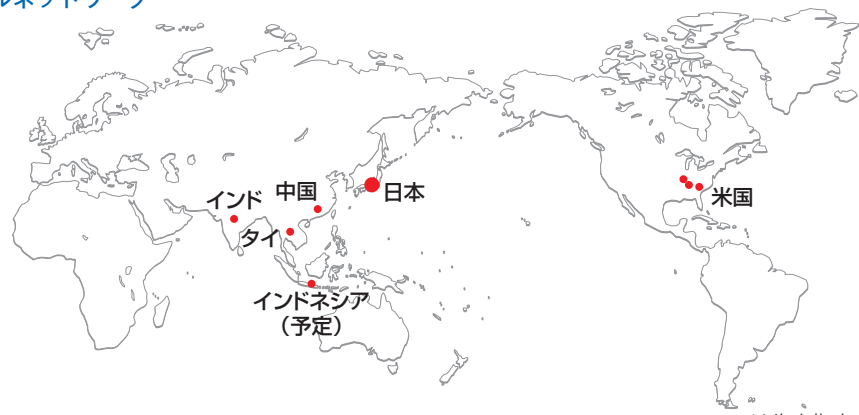 ルネットワーク
中国
日本
インド
米国
タイ
インドネシア
（予定）